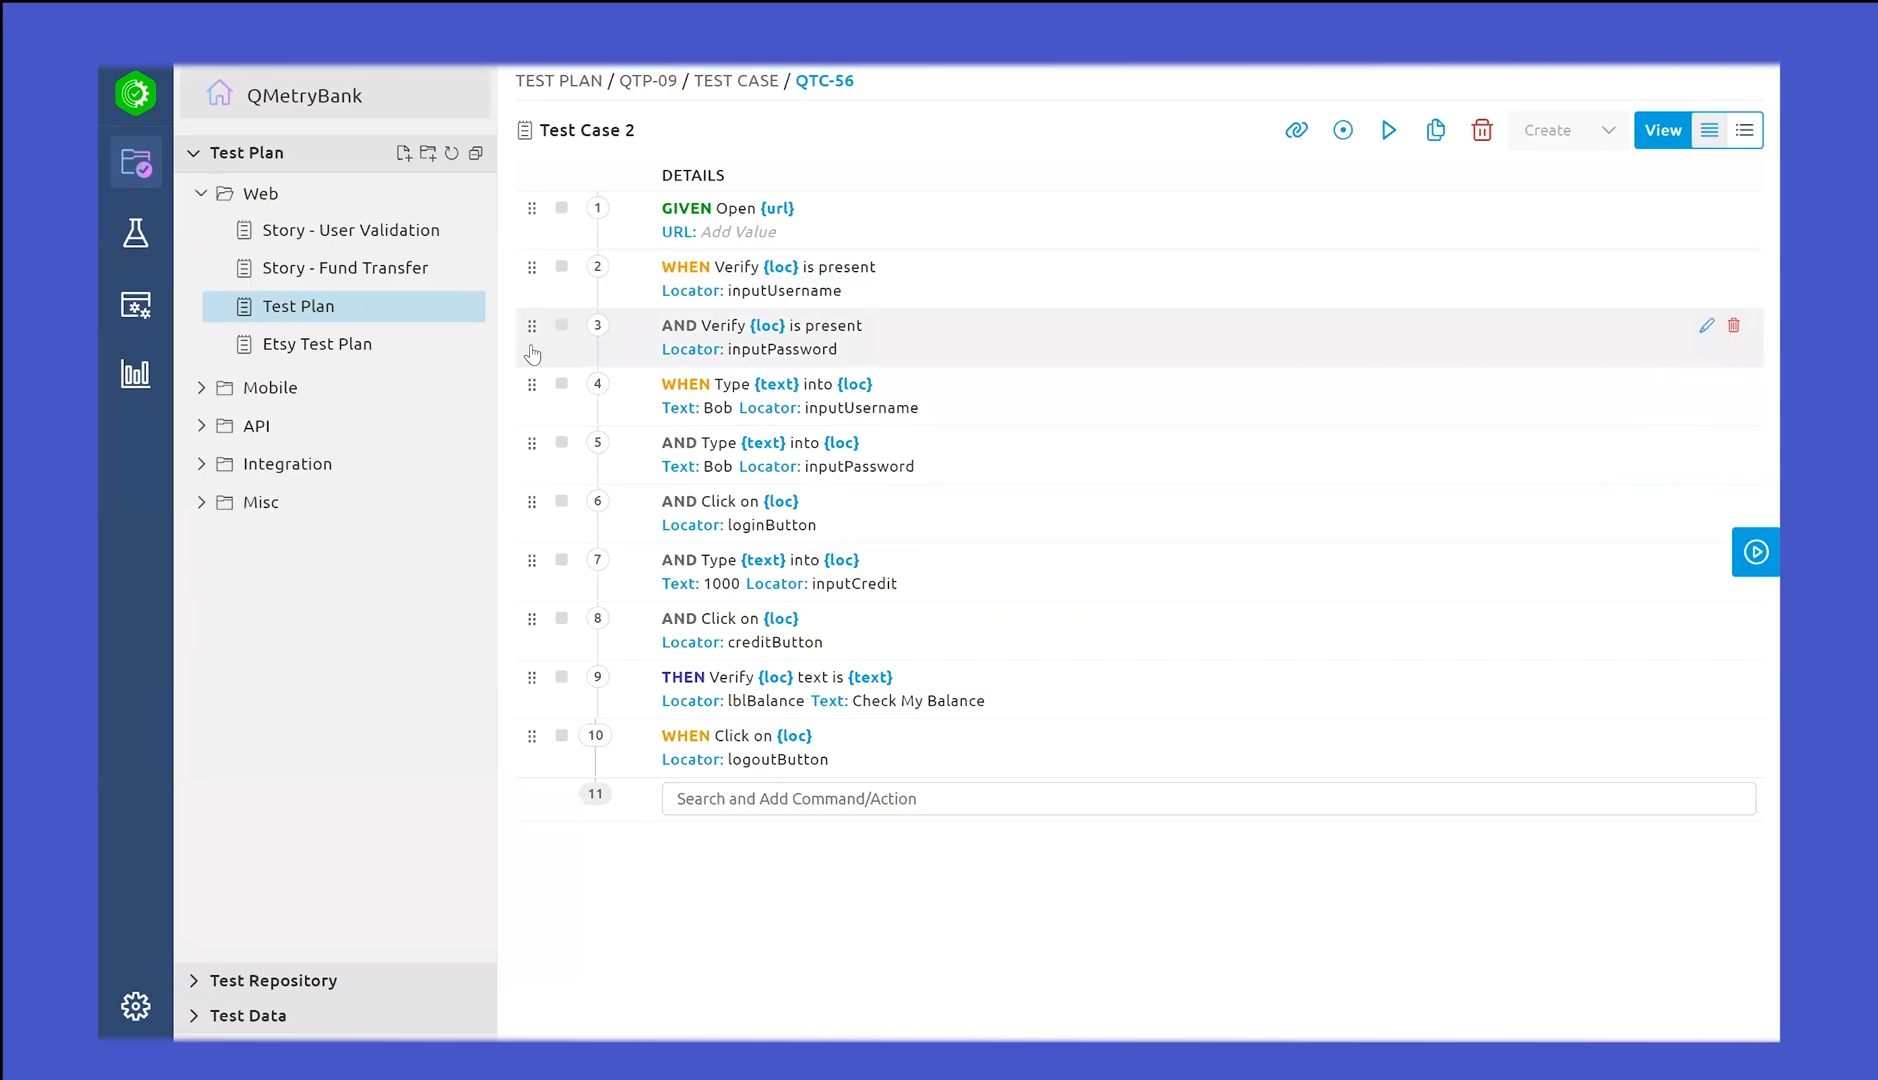 QMetryBank
Test Plan
Web
Story - User Validation
Story - Fund Transfer
Test Plan
Etsy Test Plan
Mobile
API
Integration
Misc
Test Repository
Test Data
TEST PLAN / QTP-09 / TEST CASE / QTC-56
Test Case 2
Create
View
DETAILS
1
GIVEN Open {url}
URL: Add Value
2
WHEN Verify {loc} is present
Locator: inputUsername
3
AND Verify {loc} is present
Locator: inputPassword
4
WHEN Type {text} into {loc}
Text: Bob Locator: inputUsername
5
AND Type {text} into {loc}
Text: Bob Locator: inputPassword
6
AND Click on {loc}
Locator: loginButton
7
AND Type {text} into {loc}
Text: 1000 Locator: inputCredit
8
AND Click on {loc}
Locator: creditButton
9
THEN Verify {loc} text is {text}
Locator: lblBalance Text: Check My Balance
10
WHEN Click on {loc}
Locator: logoutButton
11
Search and Add Command/Action